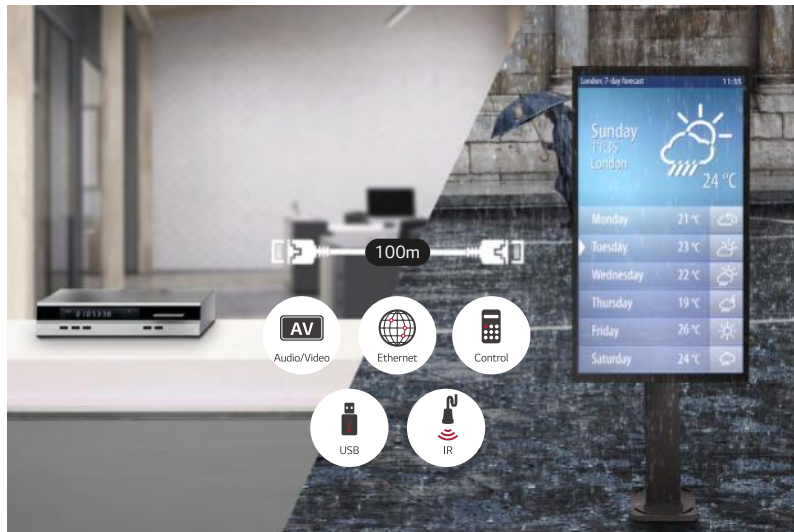 London: 7-day forecast 11:35
Sunday
11:35
London
24 °C
Monday 21 ℃
Tuesday 23 ℃
Wednesday 22 ℃
Thursday 19 ℃
Friday 26 ℃
Saturday 24 ℃
100m
AV
Audio/Video
Ethernet
Control
USB
IR